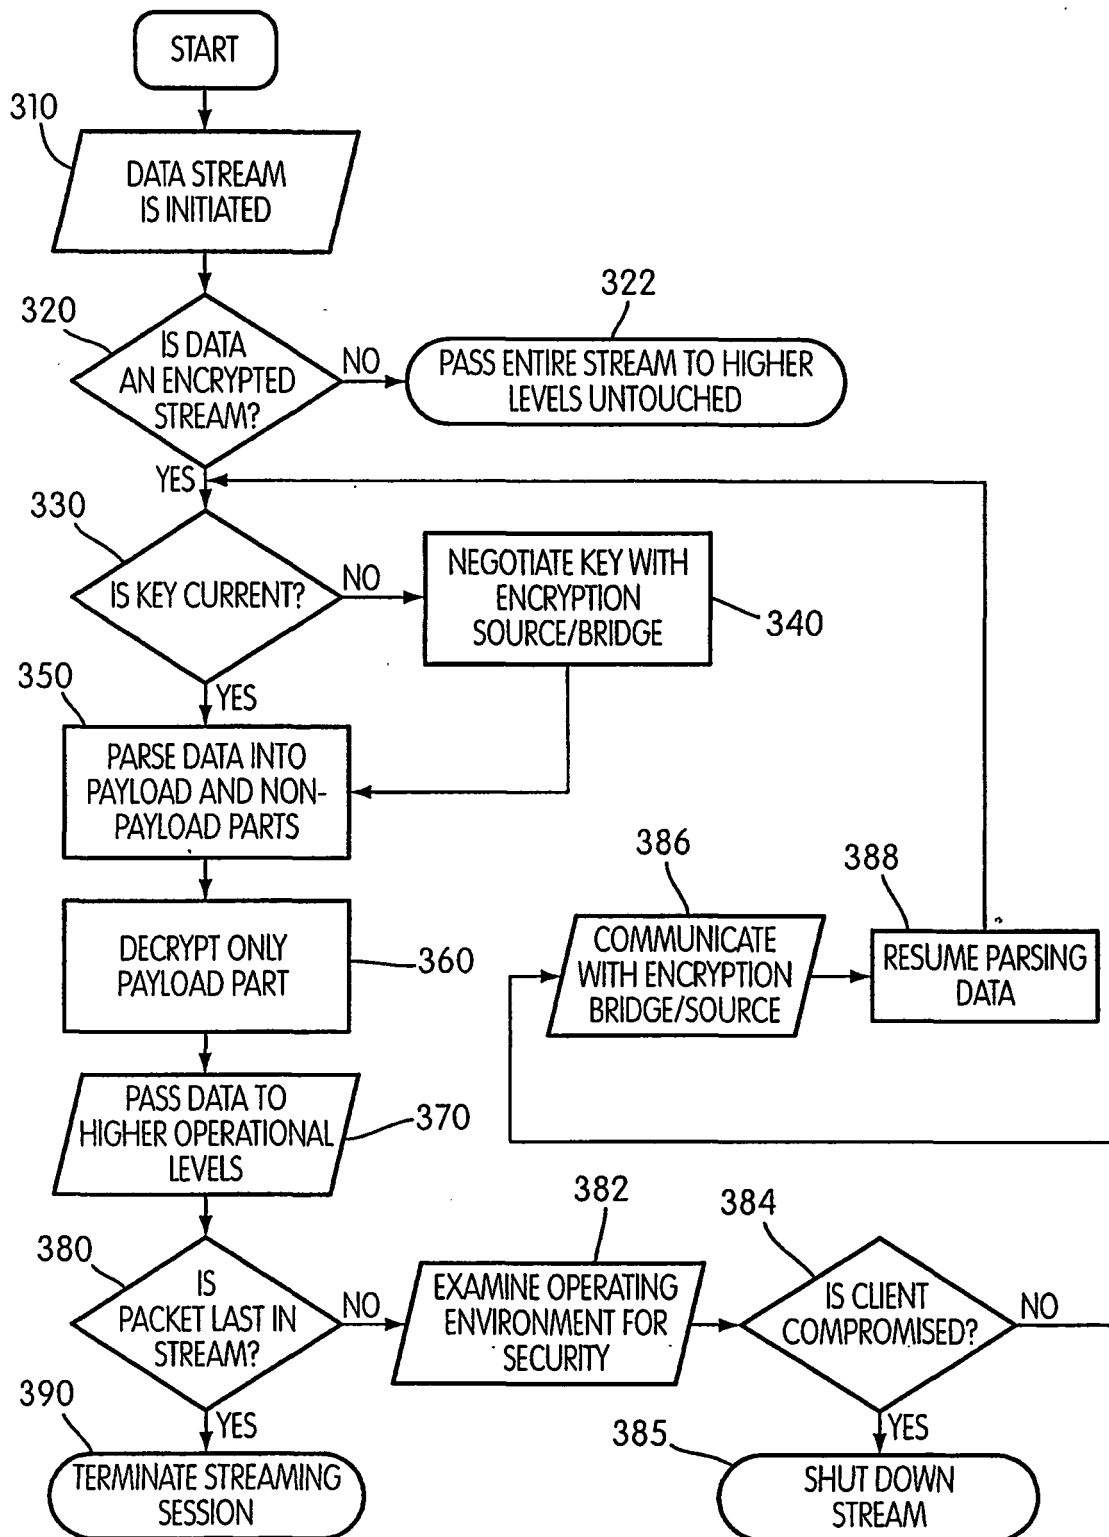 START
310
DATA STREAM
IS INITIATED
320
IS DATA
AN ENCRYPTED
STREAM?
NO
322
PASS ENTIRE STREAM TO HIGHER
LEVELS UNTOUCHED
YES
330
IS KEY CURRENT?
NO
NEGOTIATE KEY WITH
ENCRYPTION
SOURCE/BRIDGE
340
YES
350
PARSE DATA INTO
PAYLOAD AND NON-
PAYLOAD PARTS
DECRYPT ONLY
PAYLOAD PART
360
386
COMMUNICATE
WITH ENCRYPTION
BRIDGE/SOURCE
388
RESUME PARSING
DATA
PASS DATA TO
HIGHER OPERATIONAL
LEVELS
370
380
IS
PACKET LAST IN
STREAM?
NO
382
EXAMINE OPERATING
ENVIRONMENT FOR
SECURITY
384
IS CLIENT
COMPROMISED?
NO
YES
390
TERMINATE STREAMING
SESSION
YES
385
SHUT DOWN
STREAM